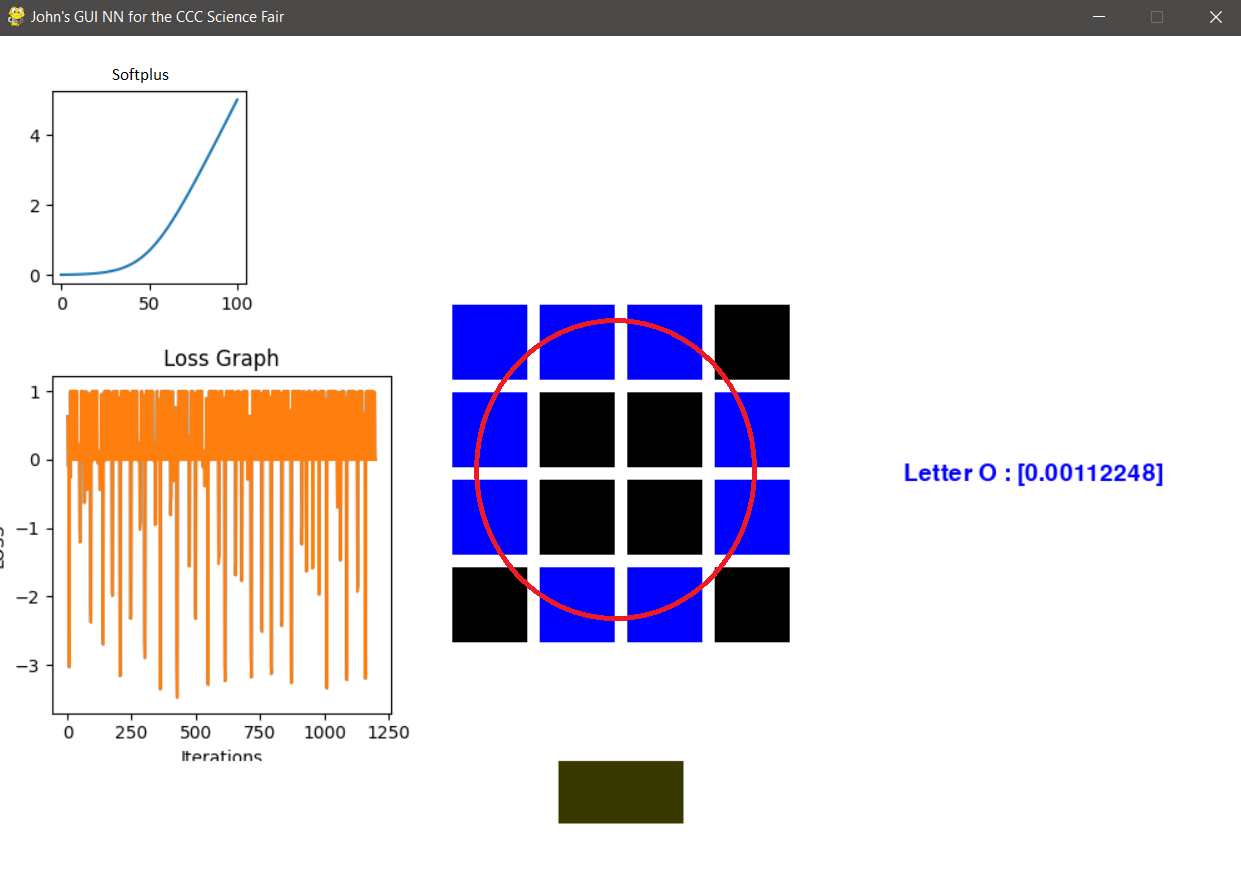 John's GUI NN for the CCC Science Fair
Softplus
4
2
0
0 50 100
Loss Graph
1
0
−1
−2
−3
Loss
0 250 500 750 1000 1250
Iterations
Letter O : [0.00112248]